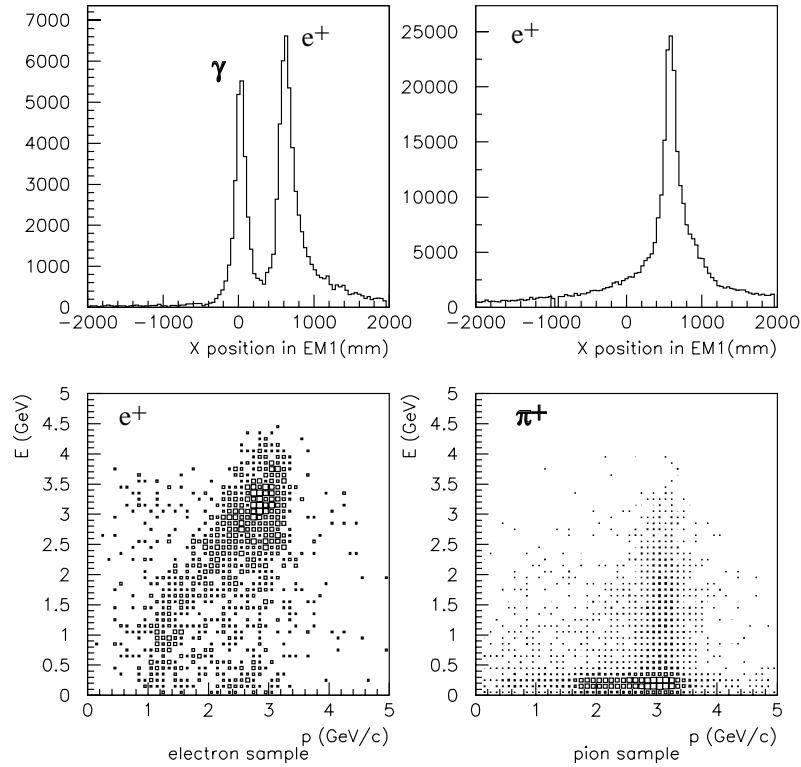 7000
6000
5000
4000
3000
2000
1000
0
γ
e+
−2000 −1000 0 1000 2000
X position in EM1(mm)
25000
20000
15000
10000
5000
0
e+
−2000 −1000 0 1000 2000
X position in EM1(mm)
E (GeV)
5
4.5
4
3.5
3
2.5
2
1.5
1
0.5
0
e+
0 1 2 3 4 5
p (GeV/c)
electron sample
E (GeV)
5
4.5
4
3.5
3
2.5
2
1.5
1
0.5
0
π+
0 1 2 3 4 5
p (GeV/c)
pion sample